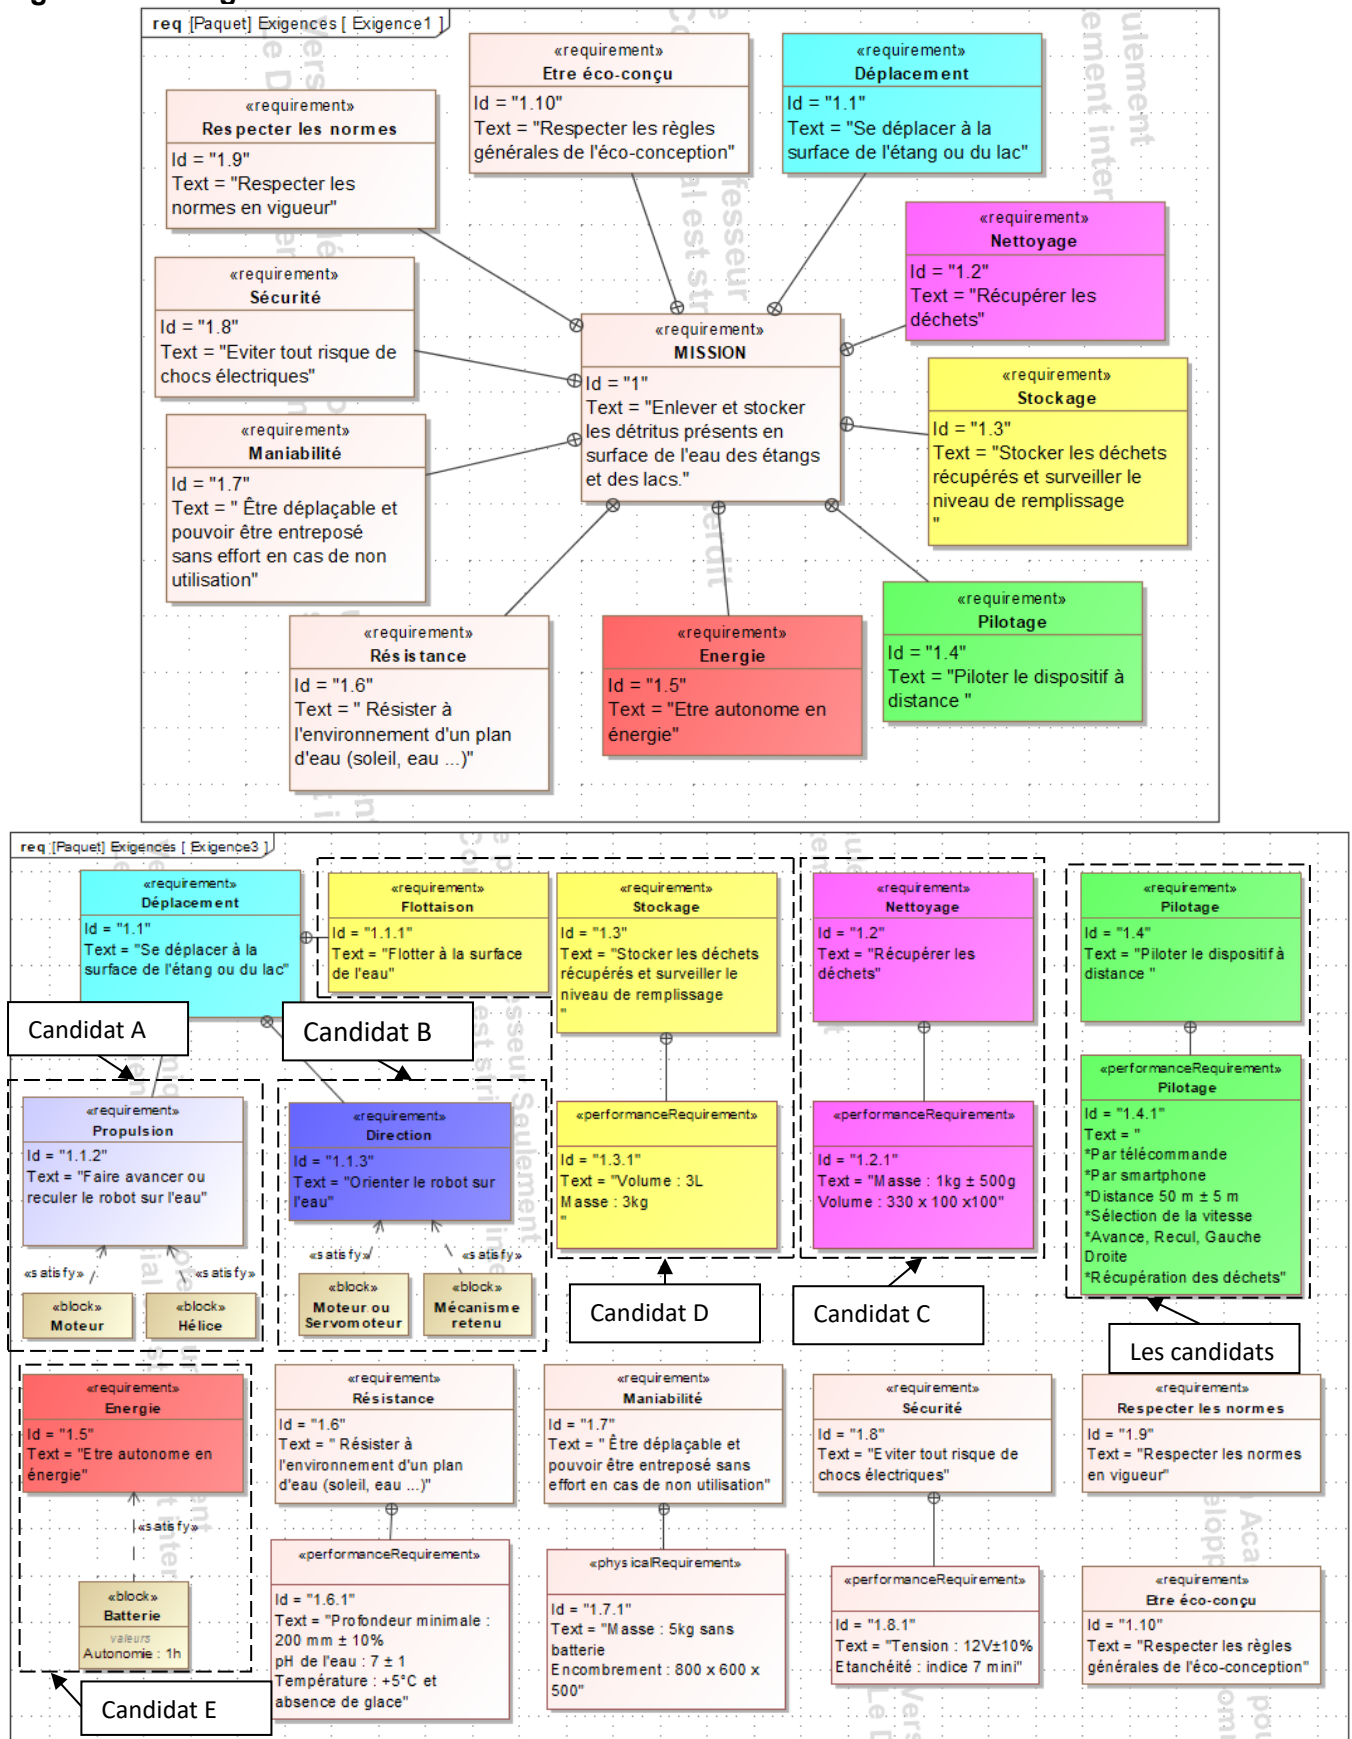 req [Paquet] Exigences [ Exigence1 ]
«requirement»
Etre éco-conçu
Id = "1.10"
Text = "Respecter les règles
générales de l'éco-conception"
«requirement»
Déplacement
Id = "1.1"
Text = "Se déplacer à la
surface de l'étang ou du lac"
«requirement»
Respecter les normes
Id = "1.9"
Text = "Respecter les
normes en vigueur"
«requirement»
Nettoyage
Id = "1.2"
Text = "Récupérer les
déchets"
«requirement»
Sécurité
Id = "1.8"
Text = "Eviter tout risque de
chocs électriques"
«requirement»
MISSION
Id = "1"
Text = "Enlever et stocker
les détritus présents en
surface de l'eau des étangs
et des lacs."
«requirement»
Stockage
Id = "1.3"
Text = "Stocker les déchets
récupérés et surveiller le
niveau de remplissage
"
«requirement»
Maniabilité
Id = "1.7"
Text = " Être déplaçable et
pouvoir être entreposé
sans effort en cas de non
utilisation"
«requirement»
Pilotage
Id = "1.4"
Text = "Piloter le dispositif à
distance "
«requirement»
Résistance
Id = "1.6"
Text = " Résister à
l'environnement d'un plan
d'eau (soleil, eau ...)"
«requirement»
Energie
Id = "1.5"
Text = "Etre autonome en
énergie"
req [Paquet] Exigences [ Exigence3 ]
«requirement»
Déplacement
Id = "1.1"
Text = "Se déplacer à la
surface de l'étang ou du lac"
«requirement»
Flottaison
Id = "1.1.1"
Text = "Flotter à la surface
de l'eau"
«requirement»
Stockage
Id = "1.3"
Text = "Stocker les déchets
récupérés et surveiller le
niveau de remplissage
"
«requirement»
Nettoyage
Id = "1.2"
Text = "Récupérer les
déchets"
«requirement»
Pilotage
Id = "1.4"
Text = "Piloter le dispositif à
distance "
Candidat A
Candidat B
«requirement»
Propulsion
Id = "1.1.2"
Text = "Faire avancer ou
reculer le robot sur l'eau"
«satisfy»
«satisfy»
«block»
Moteur
«block»
Hélice
«requirement»
Direction
Id = "1.1.3"
Text = "Orienter le robot sur
l'eau"
«satisfy»
«satisfy»
«block»
Moteur ou
Servomoteur
«block»
Mécanisme
retenu
«performanceRequirement»
Id = "1.3.1"
Text = "Volume : 3L
Masse : 3kg
"
«performanceRequirement»
Id = "1.2.1"
Text = "Masse : 1kg ± 500g
Volume : 330 x 100 x100"
«performanceRequirement»
Pilotage
Id = "1.4.1"
Text = "
*Par télécommande
*Par smartphone
*Distance 50 m ± 5 m
*Sélection de la vitesse
*Avance, Recul, Gauche
Droite
*Récupération des déchets"
Candidat D
Candidat C
Les candidats
«requirement»
Energie
Id = "1.5"
Text = "Etre autonome en
énergie"
«satisfy»
«block»
Batterie
valeurs
Autonomie : 1h
Candidat E
«requirement»
Résistance
Id = "1.6"
Text = " Résister à
l'environnement d'un plan
d'eau (soleil, eau ...)"
«performanceRequirement»
Id = "1.6.1"
Text = "Profondeur minimale :
200 mm ± 10%
pH de l'eau : 7 ± 1
Température : +5°C et
absence de glace"
«requirement»
Maniabilité
Id = "1.7"
Text = " Être déplaçable et
pouvoir être entreposé sans
effort en cas de non utilisation"
«physicalRequirement»
Id = "1.7.1"
Text = "Masse : 5kg sans
batterie
Encombrement : 800 x 600 x
500"
«requirement»
Sécurité
Id = "1.8"
Text = "Eviter tout risque de
chocs électriques"
«performanceRequirement»
Id = "1.8.1"
Text = "Tension : 12V±10%
Etanchéité : indice 7 mini"
«requirement»
Respecter les normes
Id = "1.9"
Text = "Respecter les normes
en vigueur"
«requirement»
Etre éco-conçu
Id = "1.10"
Text = "Respecter les règles
générales de l'éco-conception"